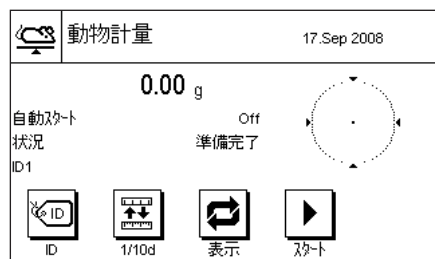 動物計量 17.Sep 2008
0.00 g
自動ｽﾀｰﾄ Off
状況 準備完了
ID1
ID
ID 1/10d 表示 ｽﾀｰﾄ